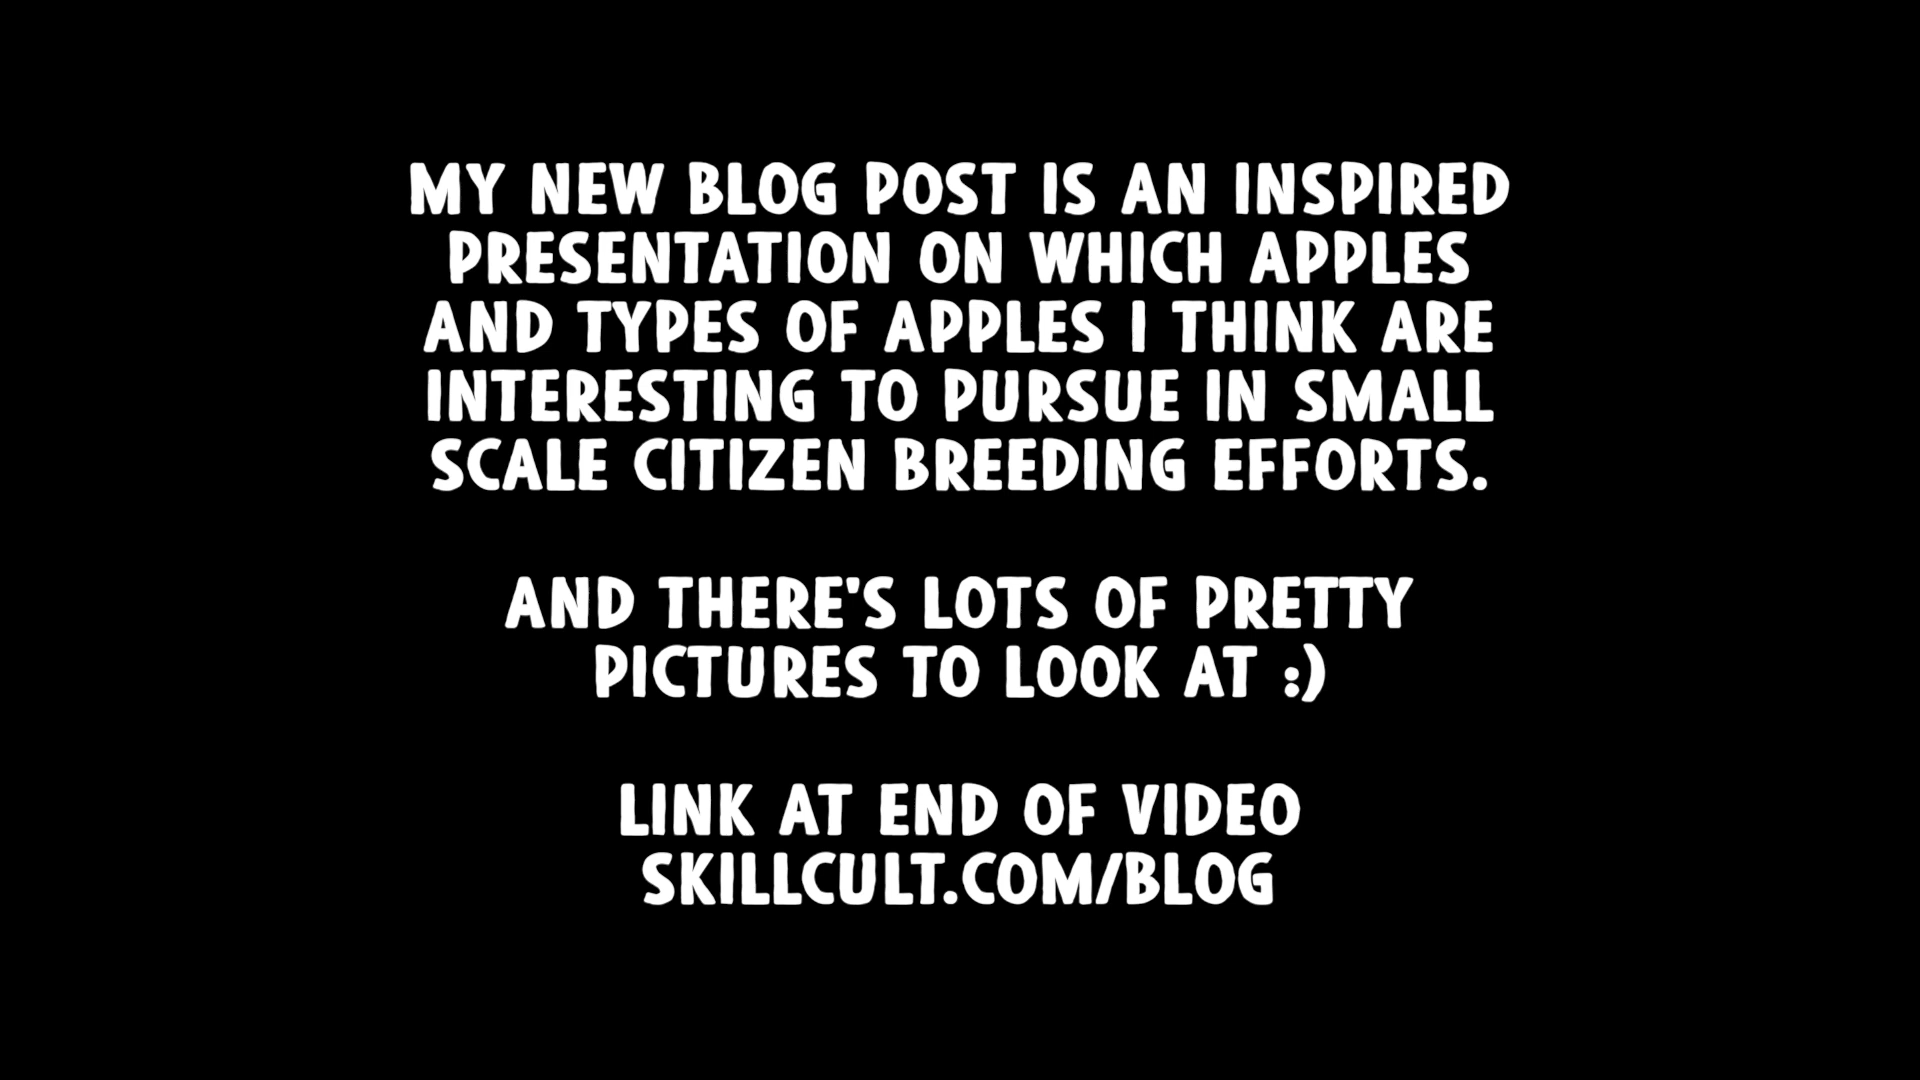 MY NEW BLOG POST IS AN INSPIRED
PRESENTATION ON WHICH APPLES
AND TYPES OF APPLES I THINK ARE
INTERESTING TO PURSUE IN SMALL
SCALE CITIZEN BREEDING EFFORTS.
AND THERE'S LOTS OF PRETTY
PICTURES TO LOOK AT :)
LINK AT END OF VIDEO
SKILLCULT.COM/BLOG